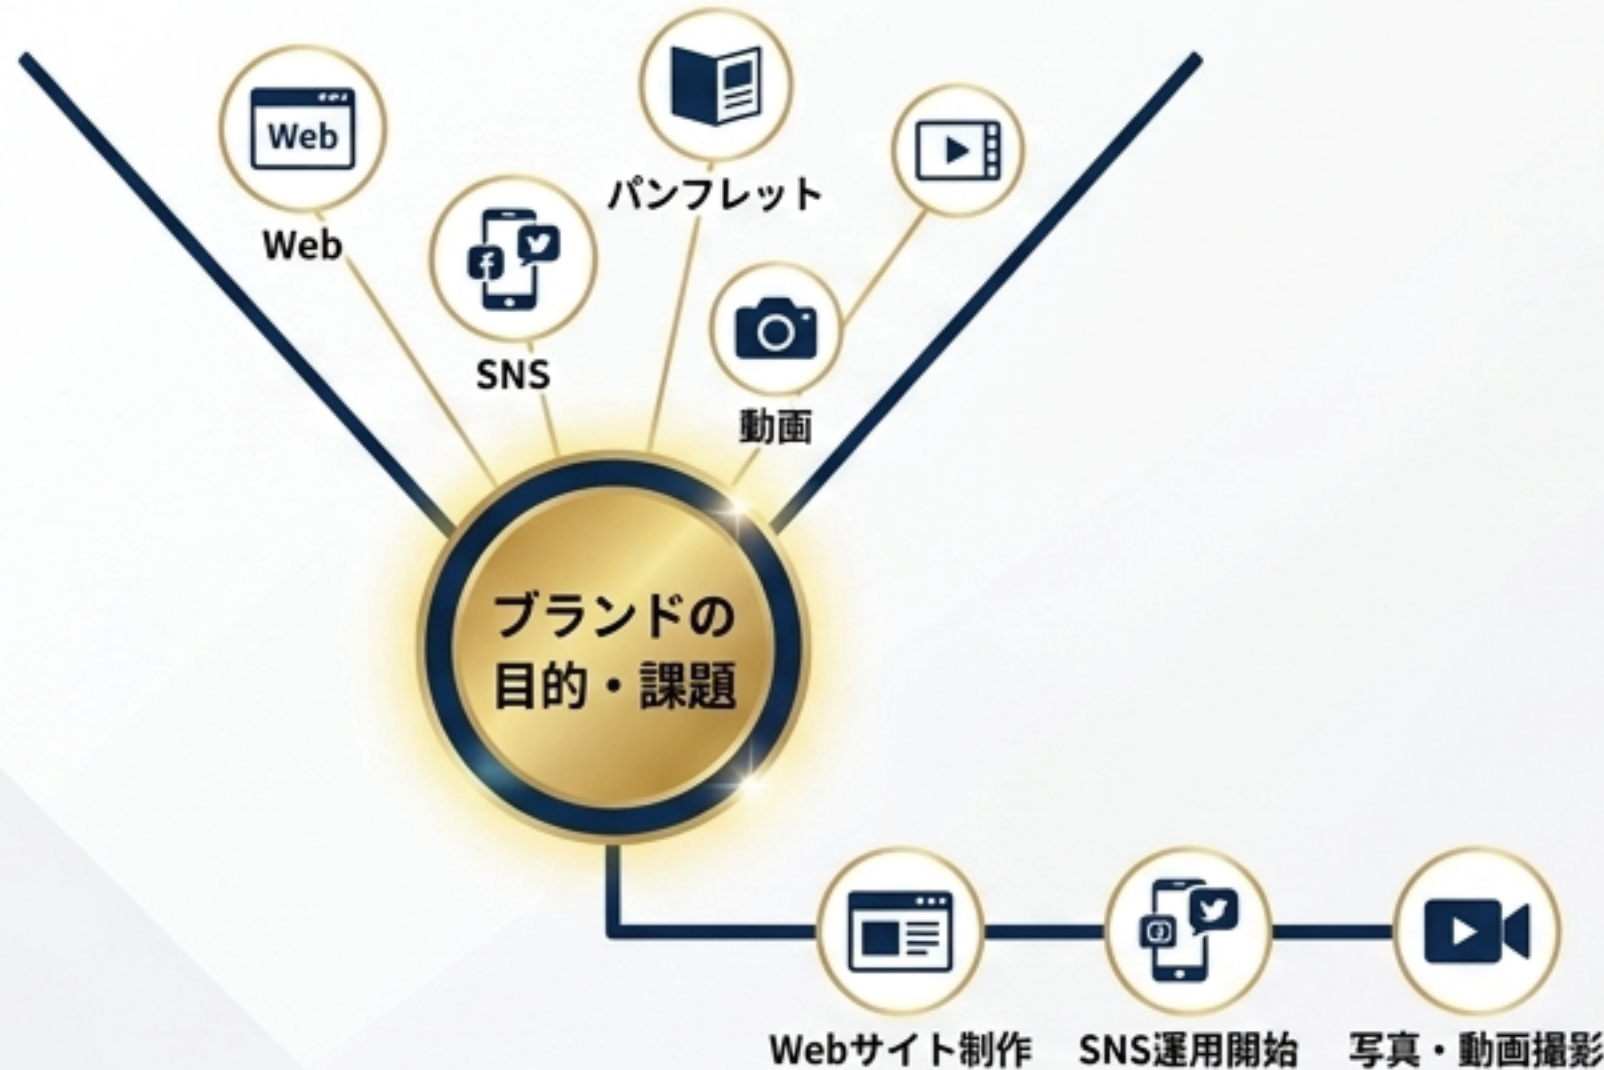 Web
Web
SNS
パンフレット
動画
ブランドの
目的・課題
Webサイト制作
SNS運用開始
写真・動画撮影